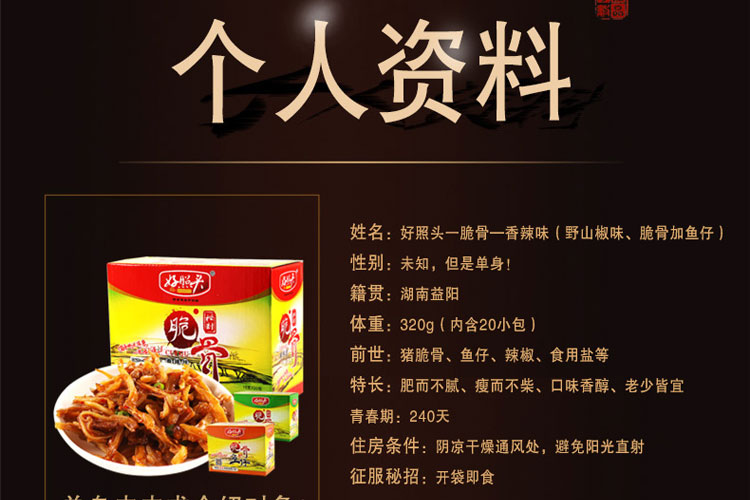 个人资料
姓名：好照头—脆骨—香辣味（野山椒味、脆骨加鱼仔）
性别：未知，但是单身！
籍贯：湖南益阳
体重：320g（内含20小包）
前世：猪脆骨、鱼仔、辣椒、食用盐等
特长：肥而不腻、瘦而不柴、口味香醇、老少皆宜
青春期：240天
住房条件：阴凉干燥通风处，避免阳光直射
征服秘招：开袋即食
好照头
脆骨